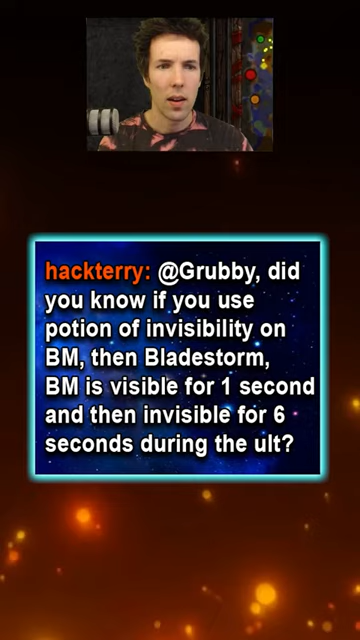 hackterry: @Grubby, did
you know if you use
potion of invisibility on
BM, then Bladestorm,
BM is visible for 1 second
and then invisible for 6
seconds during the ult?